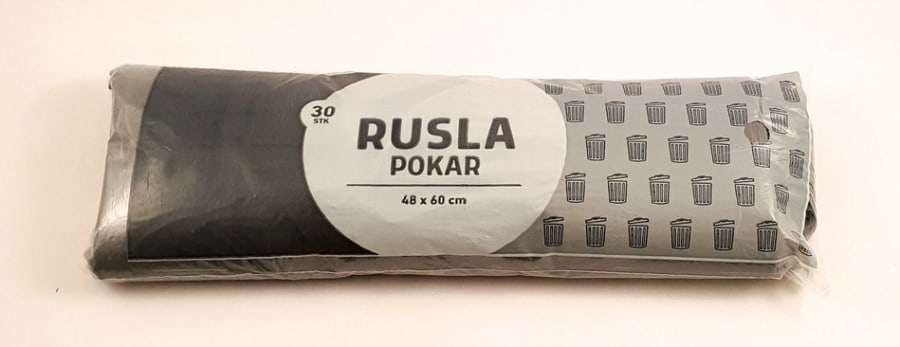 30
STK
RUSLA
POKAR
48 x 60 cm